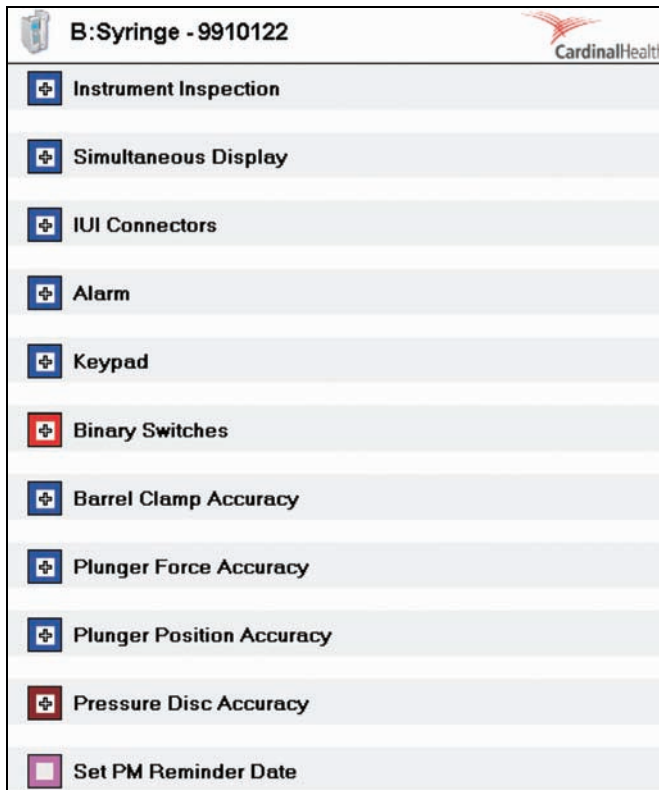 B:Syringe - 9910122
CardinalHealth
Instrument Inspection
Simultaneous Display
IUI Connectors
Alarm
Keypad
Binary Switches
Barrel Clamp Accuracy
Plunger Force Accuracy
Plunger Position Accuracy
Pressure Disc Accuracy
Set PM Reminder Date